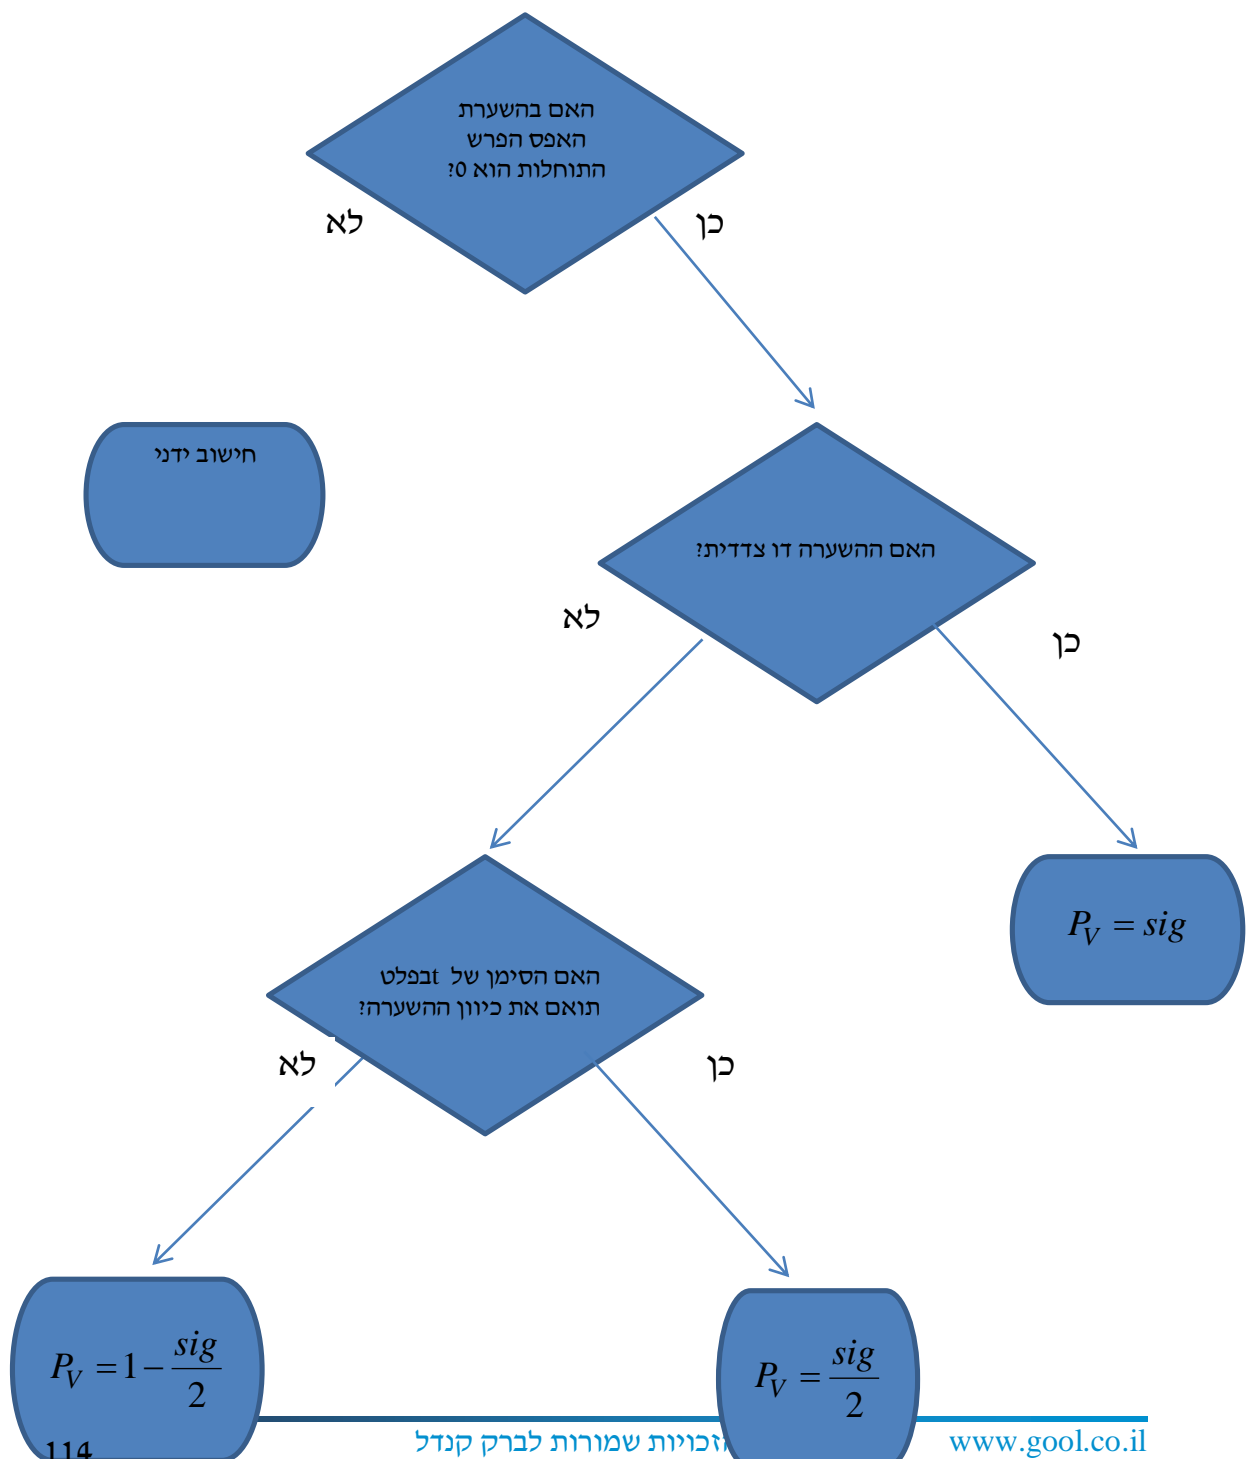 האם בהשערת
האפס הפרש
התוחלות הוא 0?
לא
כן
חישוב ידני
האם ההשערה דו צדדית?
לא
כן
P_V = sig
האם הסימן של tבפלט
תואם את כיוון ההשערה?
לא
כן
P_V = 1 − sig/2
P_V = sig/2
114
הזכויות שמורות לברק קנדל
www.gool.co.il